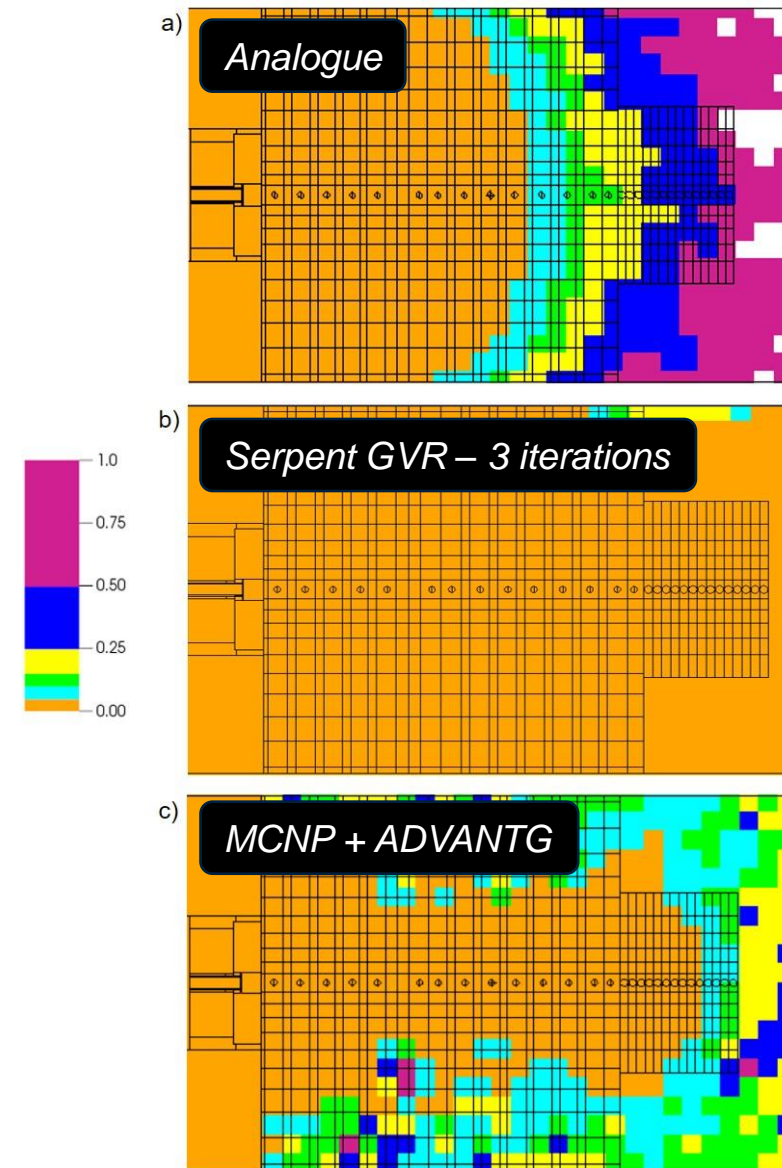 a)
Analogue
b)
Serpent GVR – 3 iterations
1.0
0.75
0.50
0.25
0.00
c)
MCNP + ADVANTG